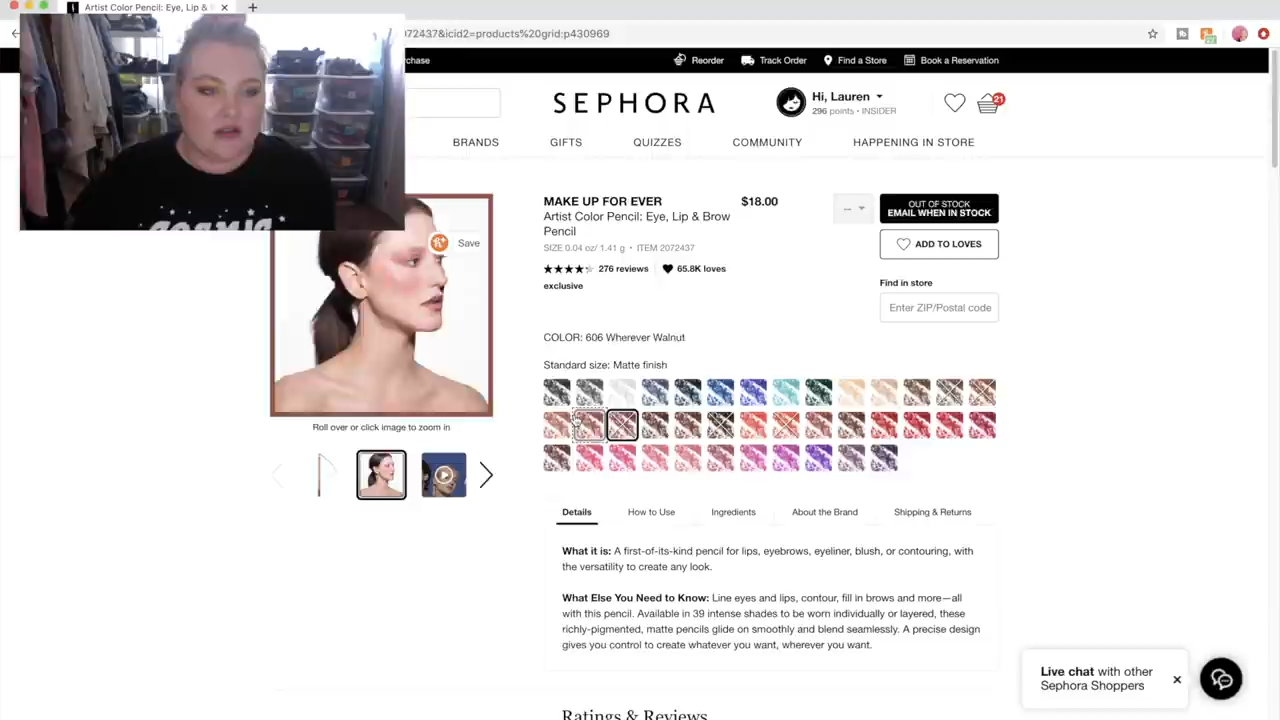 Artist Color Pencil: Eye, Lip &
072437&icid2=products%20grid:p430969
rchase
Reorder
Track Order
Find a Store
Book a Reservation
SEPHORA
Hi, Lauren
296 points • INSIDER
21
BRANDS
GIFTS
QUIZZES
COMMUNITY
HAPPENING IN STORE
MAKE UP FOR EVER
$18.00
Artist Color Pencil: Eye, Lip & Brow
Pencil
SIZE 0.04 oz/ 1.41 g • ITEM 2072437
276 reviews
65.8K loves
exclusive
--
OUT OF STOCK
EMAIL WHEN IN STOCK
ADD TO LOVES
Find in store
Enter ZIP/Postal code
Save
COLOR: 606 Wherever Walnut
Standard size: Matte finish
Roll over or click image to zoom in
Details
How to Use
Ingredients
About the Brand
Shipping & Returns
What it is: A first-of-its-kind pencil for lips, eyebrows, eyeliner, blush, or contouring, with
the versatility to create any look.
What Else You Need to Know: Line eyes and lips, contour, fill in brows and more—all
with this pencil. Available in 39 intense shades to be worn individually or layered, these
richly-pigmented, matte pencils glide on smoothly and blend seamlessly. A precise design
gives you control to create whatever you want, wherever you want.
Live chat with other
Sephora Shoppers
Ratings & Reviews